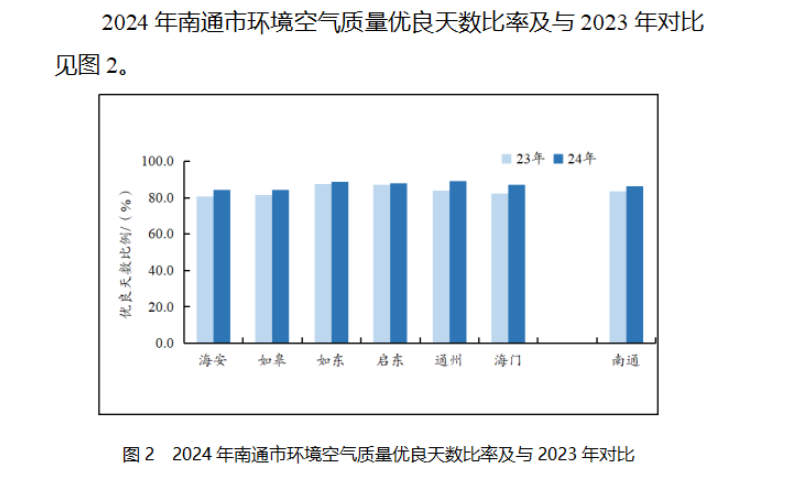 2024 年南通市环境空气质量优良天数比率及与 2023 年对比
见图 2。
23年 24年
100.0
80.0
60.0
40.0
20.0
0.0
优良天数比例/（%）
海安 如皋 如东 启东 通州 海门 南通
图 2 2024 年南通市环境空气质量优良天数比率及与 2023 年对比